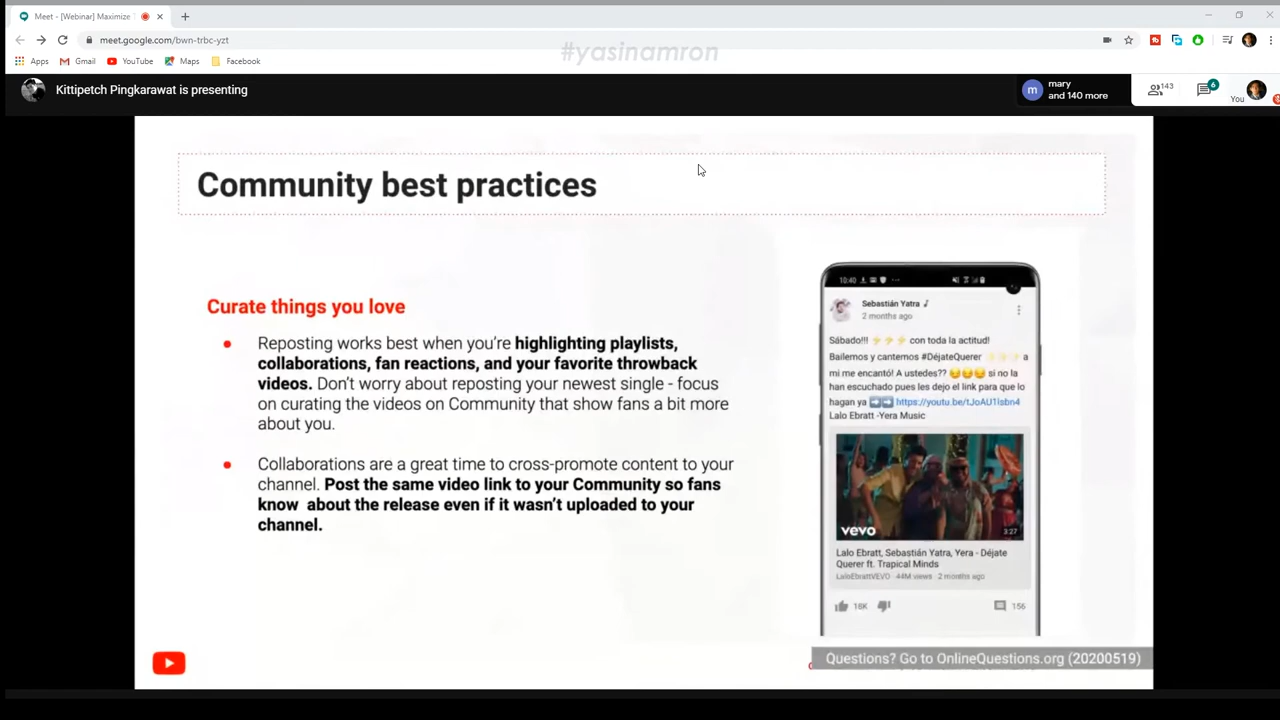 Meet - [Webinar] Maximize
meet.google.com/bwn-trbc-yzt
#yasinamron
Apps Gmail YouTube Maps Facebook
Kittipetch Pingkarawat is presenting
m mary and 140 more
143
6
You
Community best practices
Curate things you love
Reposting works best when you're highlighting playlists,
collaborations, fan reactions, and your favorite throwback
videos. Don't worry about reposting your newest single - focus
on curating the videos on Community that show fans a bit more
about you.
Collaborations are a great time to cross-promote content to your
channel. Post the same video link to your Community so fans
know about the release even if it wasn't uploaded to your
channel.
10:40
Sebastián Yatra
2 months ago
Sábado!!! ⚡⚡⚡ con toda la actitud!
Bailemos y cantemos #DéjateQuerer ✨✨✨ a
mi me encantó! A ustedes?? 😏😏😏 si no la
han escuchado pues les dejo el link para que lo
hagan ya ➡️➡️ https://youtu.be/tJoAU1lsbn4
Lalo Ebratt -Yera Music
vevo
3:27
Lalo Ebratt, Sebastián Yatra, Yera - Déjate
Querer ft. Trapical Minds
LaloEbrattVEVO 44M views 2 months ago
16K 156
Questions? Go to OnlineQuestions.org (20200519)